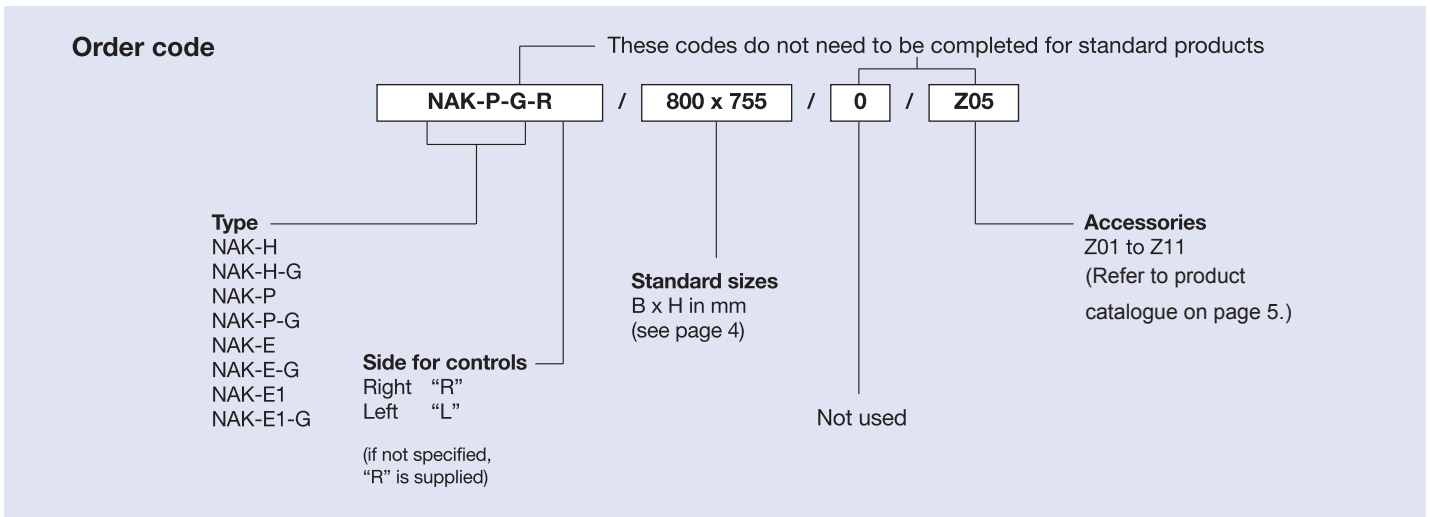 Order code
These codes do not need to be completed for standard products
NAK-P-G-R / 800 x 755 / 0 / Z05
Type
NAK-H
NAK-H-G
NAK-P
NAK-P-G
NAK-E
NAK-E-G
NAK-E1
NAK-E1-G
Side for controls
Right “R”
Left “L”
(if not specified,
“R” is supplied)
Standard sizes
B x H in mm
(see page 4)
Not used
Accessories
Z01 to Z11
(Refer to product
catalogue on page 5.)